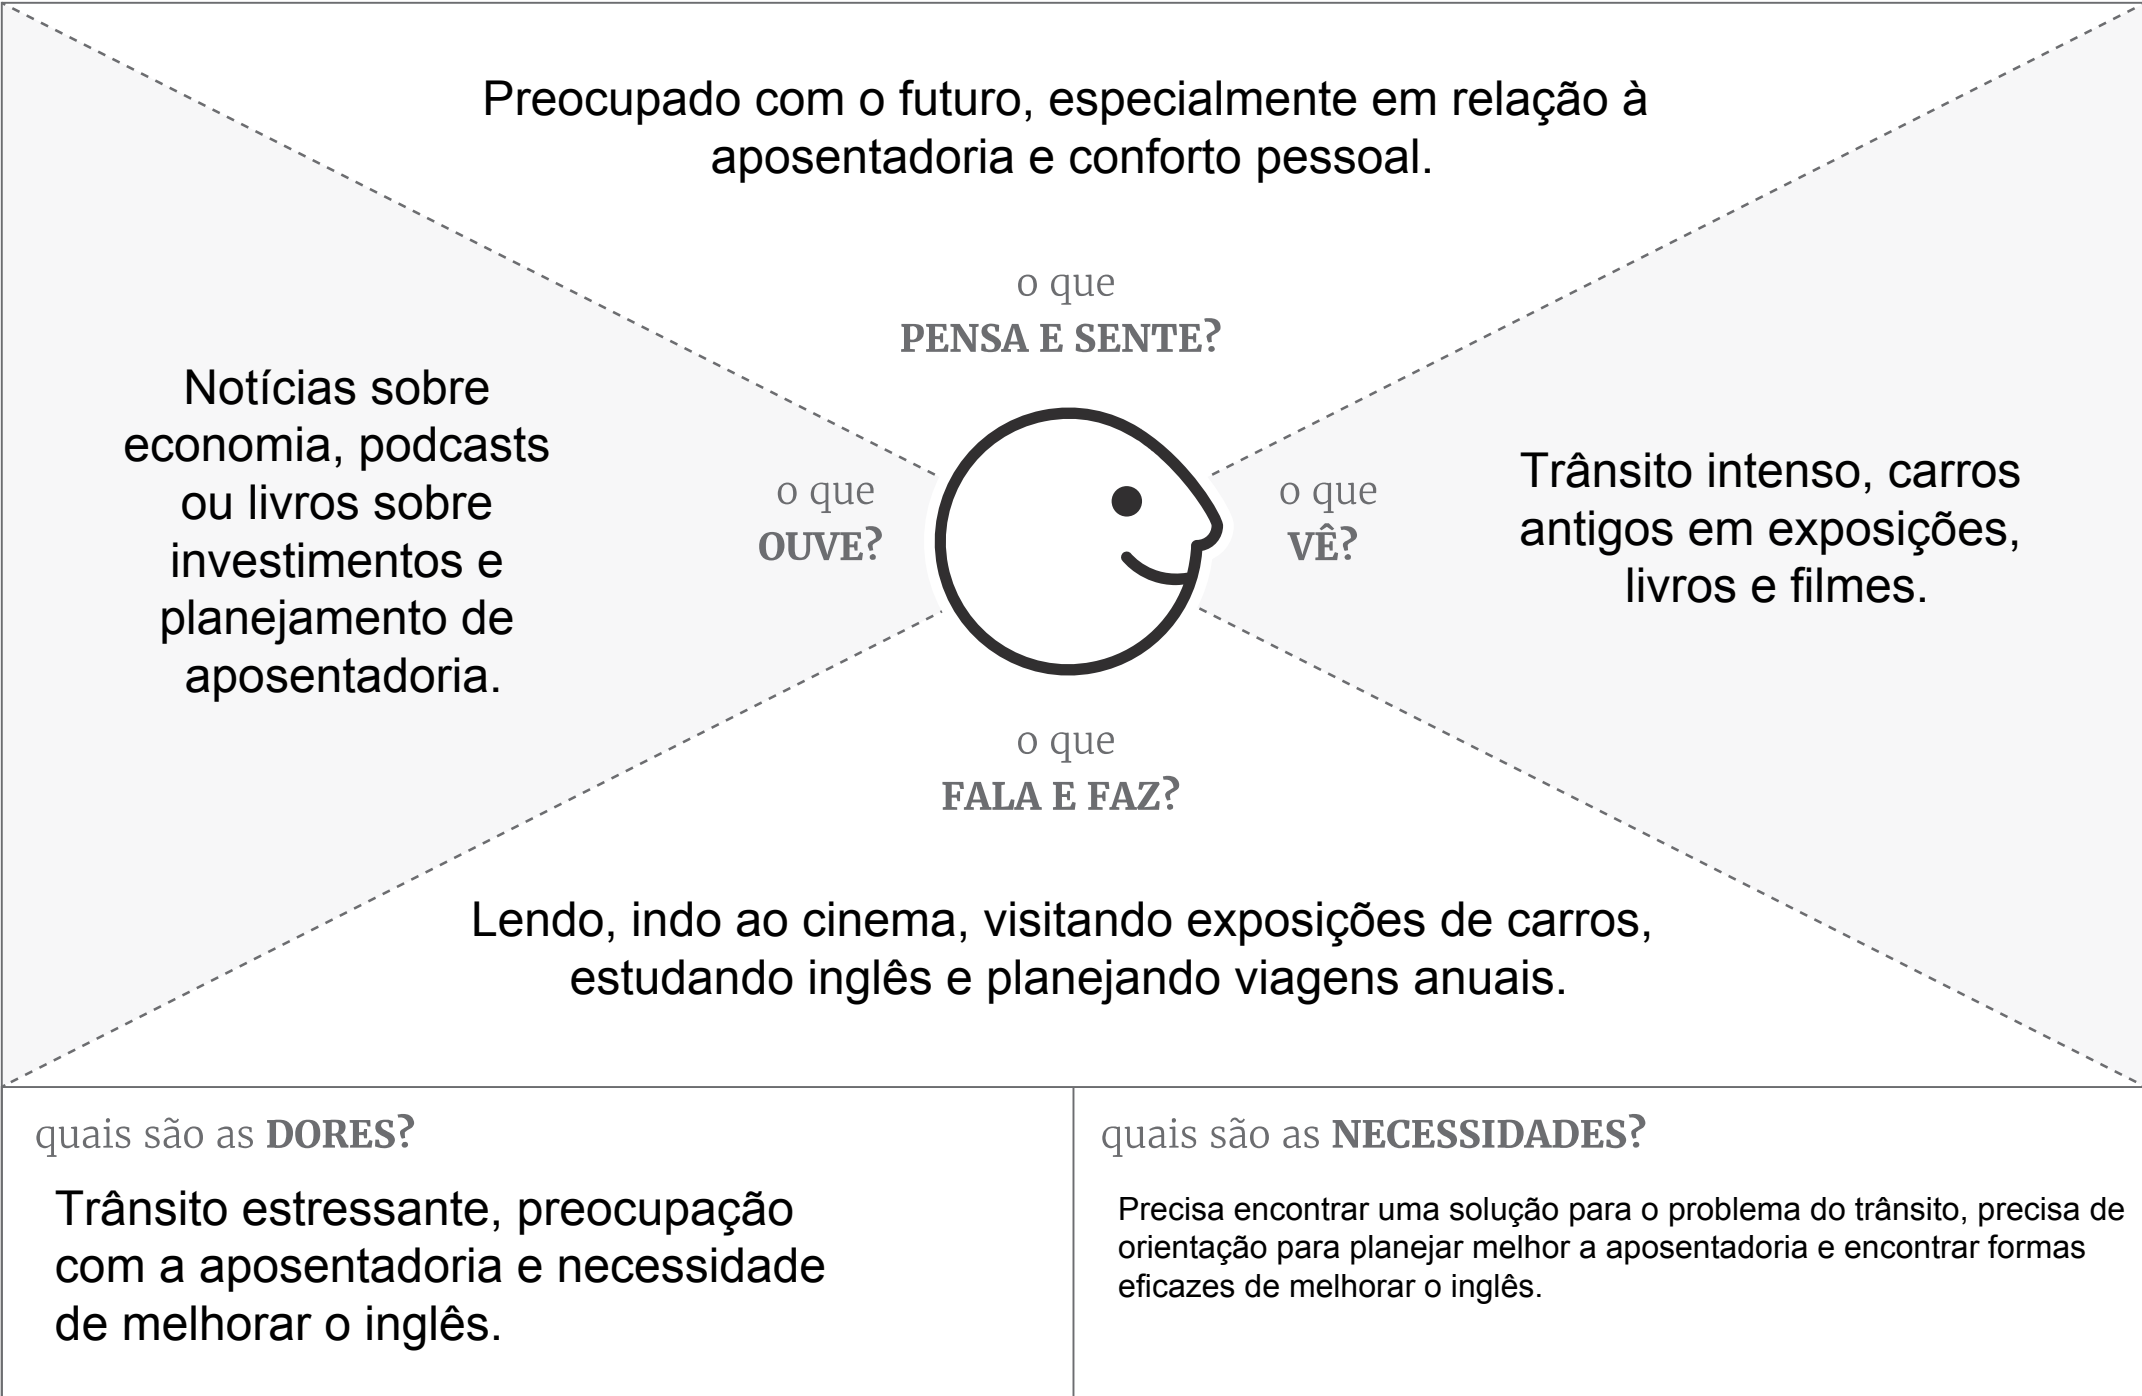 Preocupado com o futuro, especialmente em relação à
aposentadoria e conforto pessoal.
o que
PENSA E SENTE?
Notícias sobre
economia, podcasts
ou livros sobre
investimentos e
planejamento de
aposentadoria.
o que
OUVE?
o que
VÊ?
Trânsito intenso, carros
antigos em exposições,
livros e filmes.
o que
FALA E FAZ?
Lendo, indo ao cinema, visitando exposições de carros,
estudando inglês e planejando viagens anuais.
quais são as DORES?
Trânsito estressante, preocupação
com a aposentadoria e necessidade
de melhorar o inglês.
quais são as NECESSIDADES?
Precisa encontrar uma solução para o problema do trânsito, precisa de
orientação para planejar melhor a aposentadoria e encontrar formas
eficazes de melhorar o inglês.